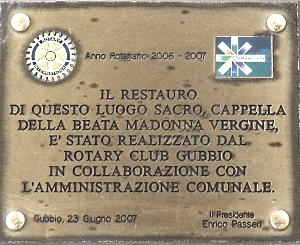 Anno Rotariano 2006 - 2007
IL RESTAURO
DI QUESTO LUOGO SACRO, CAPPELLA
DELLA BEATA MADONNA VERGINE,
E' STATO REALIZZATO DAL
ROTARY CLUB GUBBIO
IN COLLABORAZIONE CON
L'AMMINISTRAZIONE COMUNALE.
Gubbio, 23 Giugno 2007
Il Presidente
Enrico Passeri